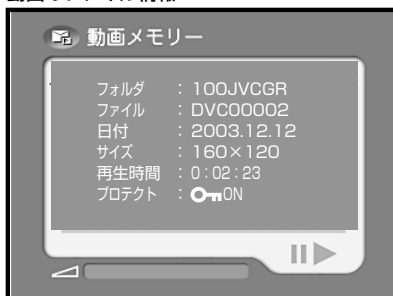 動画メモリー
フォルダ : 100JVCGR
ファイル : DVC00002
日付 : 2003.12.12
サイズ : 160×120
再生時間 : 0:02:23
プロテクト : ON